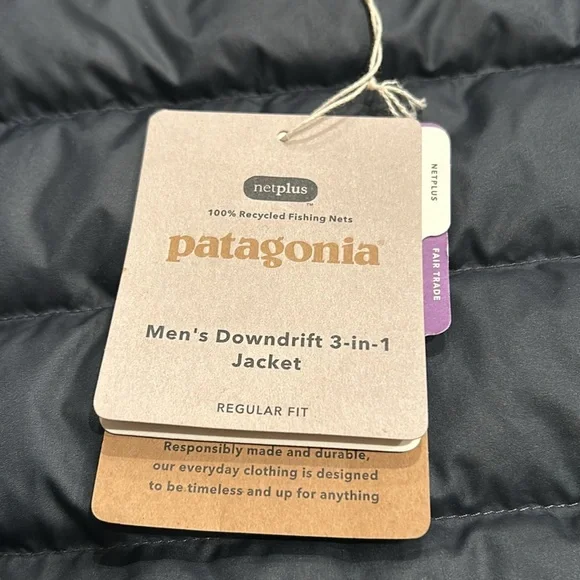 netplus™
100% Recycled Fishing Nets
patagonia®
Men's Downdrift 3-in-1
Jacket
REGULAR FIT
NETPLUS
FAIR TRADE
Responsibly made and durable,
our everyday clothing is designed
to be timeless and up for anything